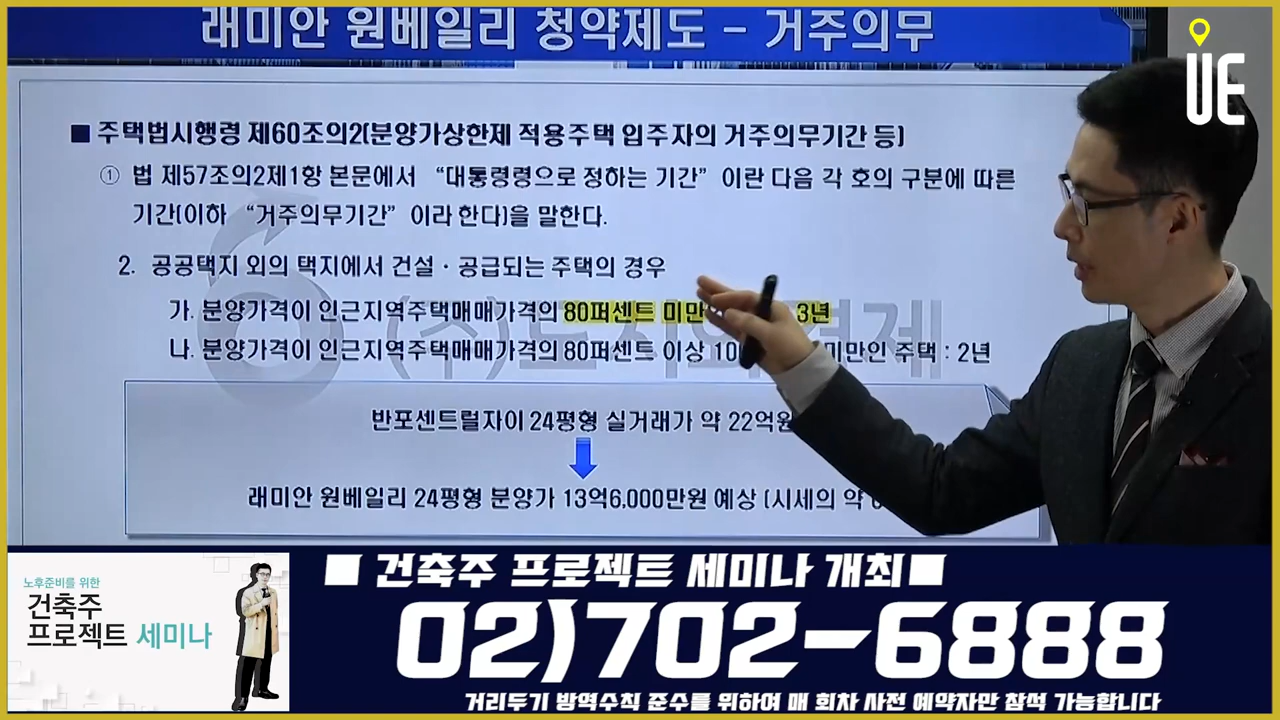 래미안 원베일리 청약제도 - 거주의무
UE
■ 주택법시행령 제60조의2(분양가상한제 적용주택 입주자의 거주의무기간 등)
① 법 제57조의2제1항 본문에서 “대통령령으로 정하는 기간” 이란 다음 각 호의 구분에 따른
기간(이하 “거주의무기간” 이라 한다)을 말한다.
2. 공공택지 외의 택지에서 건설·공급되는 주택의 경우
가. 분양가격이 인근지역주택매매가격의 80퍼센트 미만 3년
나. 분양가격이 인근지역주택매매가격의 80퍼센트 이상 미만인 주택 : 2년
(주)도시와경제
반포센트럴자이 24평형 실거래가 약 22억원
래미안 원베일리 24평형 분양가 13억6,000만원 예상 (시세의 약
노후준비를 위한
건축주
프로젝트 세미나
■ 건축주 프로젝트 세미나 개최■
02)702-6888
거리두기 방역수칙 준수를 위하여 매 회차 사전 예약자만 참석 가능합니다